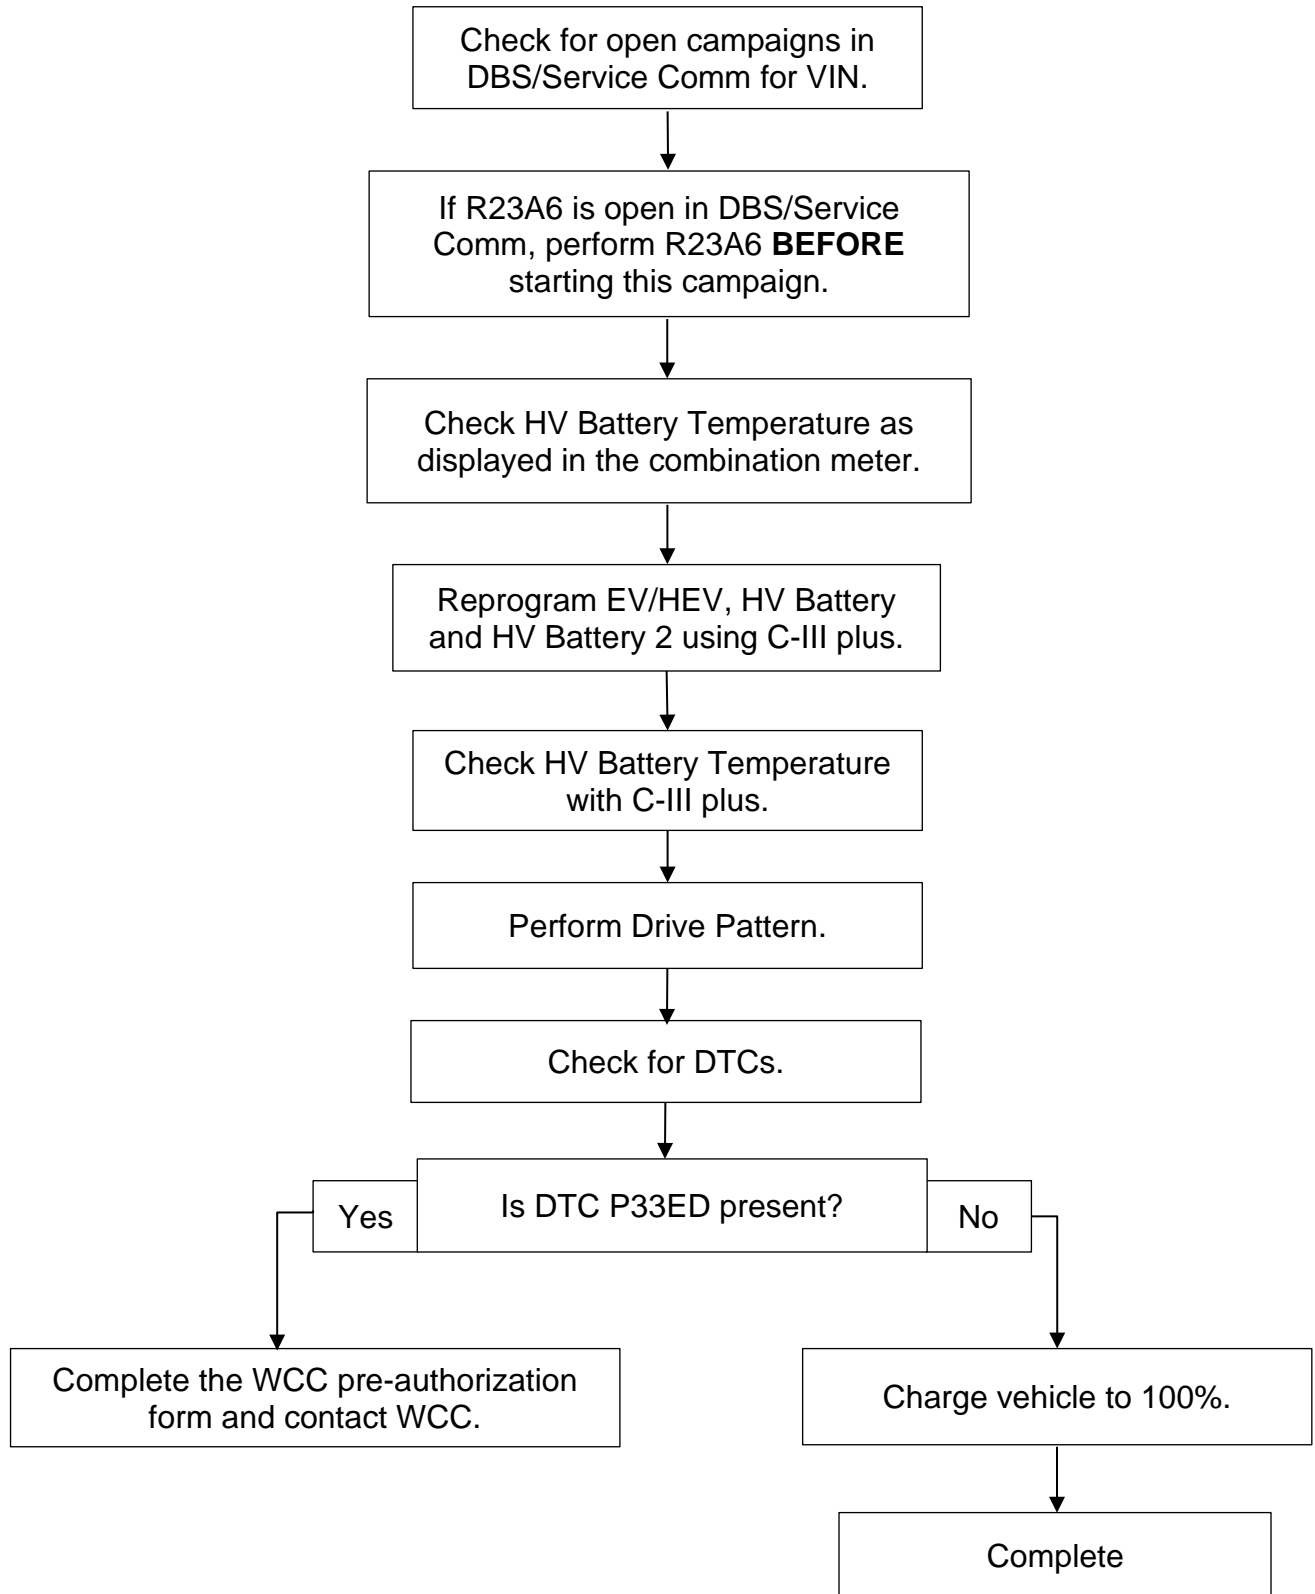 Check for open campaigns in
DBS/Service Comm for VIN.
If R23A6 is open in DBS/Service
Comm, perform R23A6 BEFORE
starting this campaign.
Check HV Battery Temperature as
displayed in the combination meter.
Reprogram EV/HEV, HV Battery
and HV Battery 2 using C-III plus.
Check HV Battery Temperature
with C-III plus.
Perform Drive Pattern.
Check for DTCs.
Is DTC P33ED present?
Yes
No
Complete the WCC pre-authorization
form and contact WCC.
Charge vehicle to 100%.
Complete